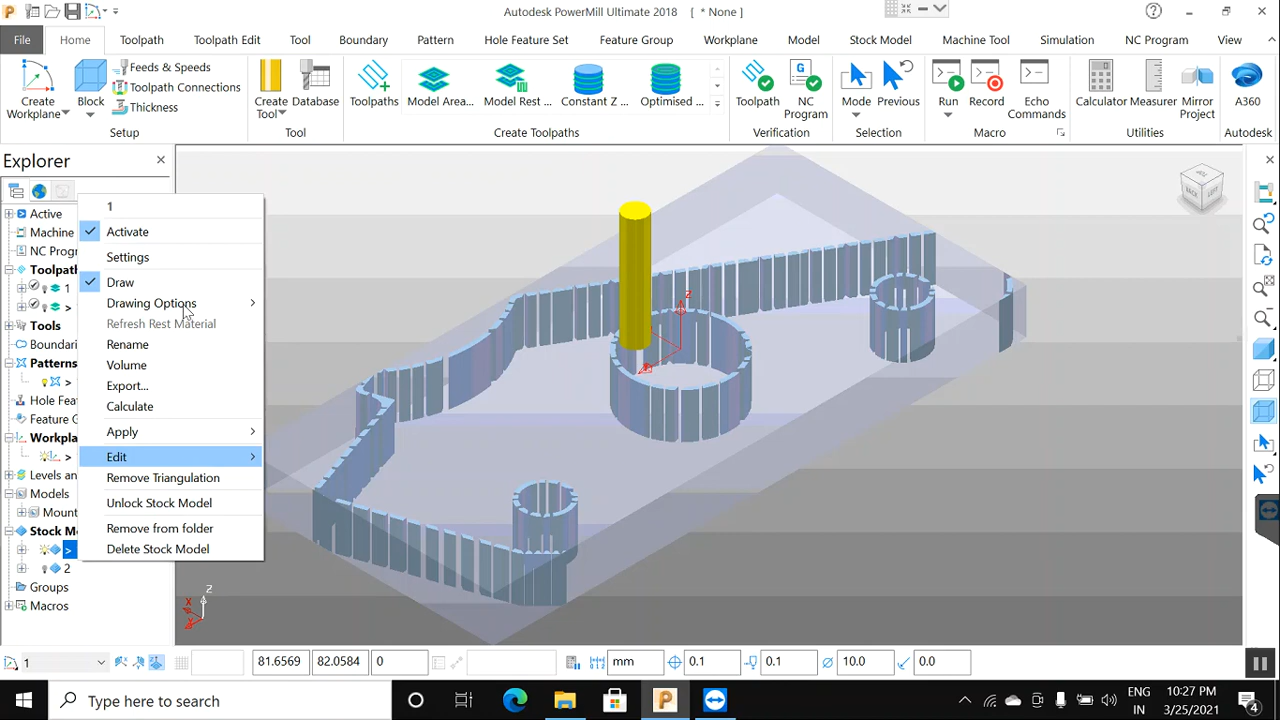 Autodesk PowerMill Ultimate 2018 [ * None ]
File Home Toolpath Toolpath Edit Tool Boundary Pattern Hole Feature Set Feature Group Workplane Model Stock Model Machine Tool Simulation NC Program View
Create Workplane
Block
Feeds & Speeds
Toolpath Connections
Thickness
Setup
Create Tool
Database
Tool
Toolpaths
Model Area...
Model Rest ...
Constant Z ...
Optimised ...
Create Toolpaths
Toolpath
NC Program
Verification
Mode
Previous
Selection
Run
Record
Echo Commands
Macro
Calculator
Measurer
Mirror Project
Utilities
A360
Autodesk
Explorer
Active
Machine
NC Progr
Toolpath
1
>
Tools
Boundari
Patterns
>
Hole Feat
Feature G
Workpla
>
Levels an
Models
Mount
Stock Mo
>
2
Groups
Macros
1
Activate
Settings
Draw
Drawing Options
Refresh Rest Material
Rename
Volume
Export...
Calculate
Apply
Edit
Remove Triangulation
Unlock Stock Model
Remove from folder
Delete Stock Model
Z
Z
X
Y
1 81.6569 82.0584 0 mm 0.1 0.1 10.0 0.0
Type here to search
ENG
IN
10:27 PM
3/25/2021
4